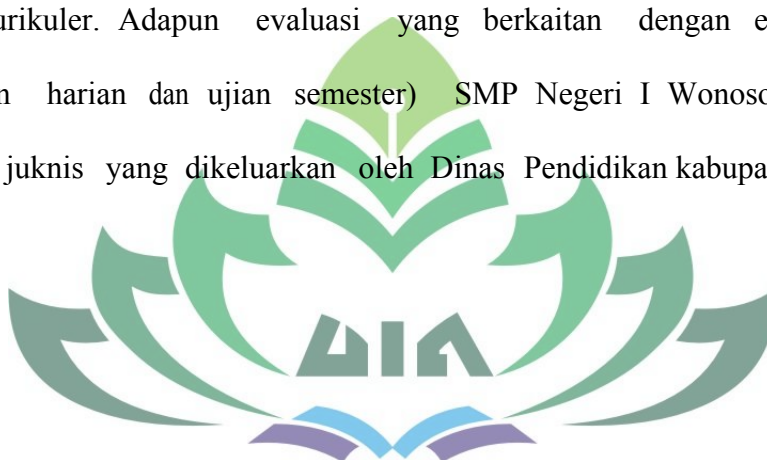 urikuler. Adapun evaluasi yang berkaitan dengan e
n harian dan ujian semester) SMP Negeri I Wonoso
juknis yang dikeluarkan oleh Dinas Pendidikan kabupa
UIN